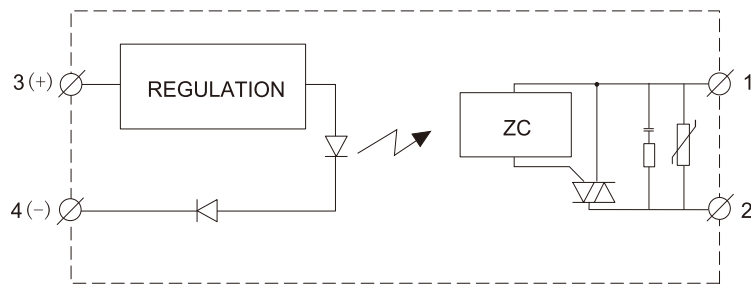 3(+)
REGULATION
ZC
1
4(-)
2